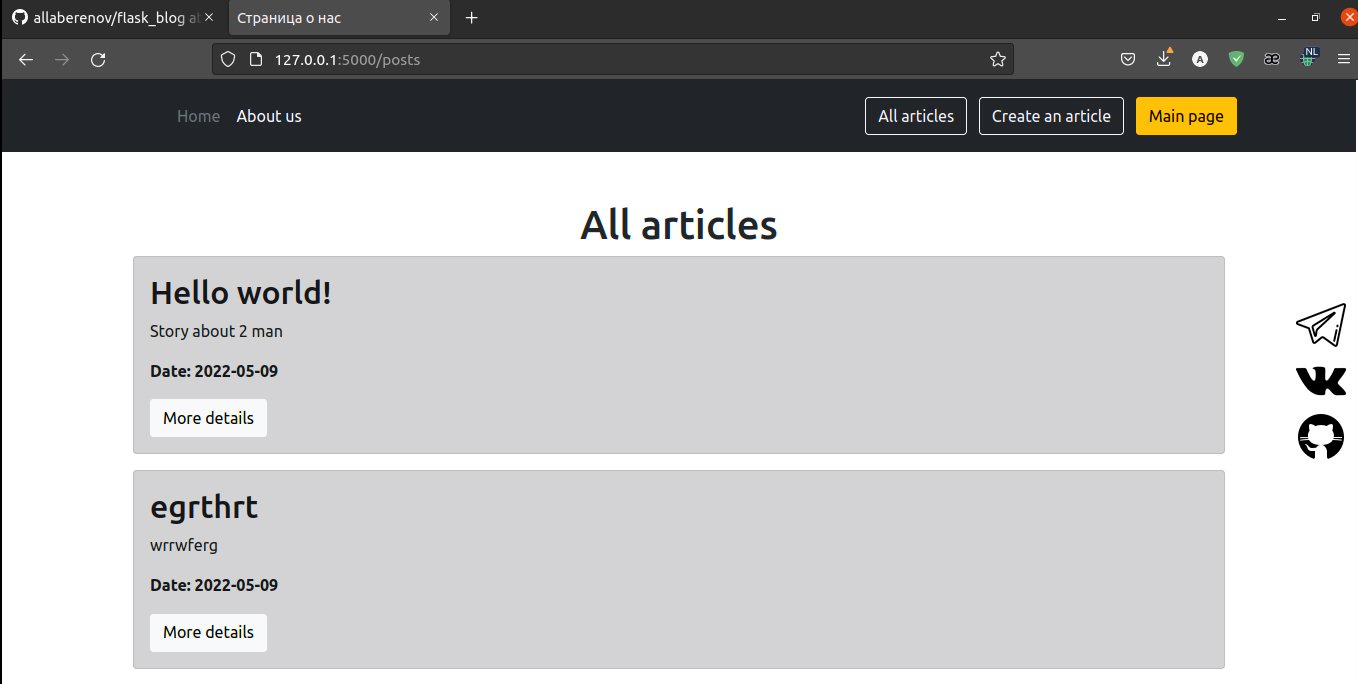 allaberenov/flask_blog at
Страница о нас
127.0.0.1:5000/posts
A
æ
NL
Home About us All articles Create an article Main page
All articles
Hello world!
Story about 2 man
Date: 2022-05-09
More details
egrthrt
wrrwferg
Date: 2022-05-09
More details